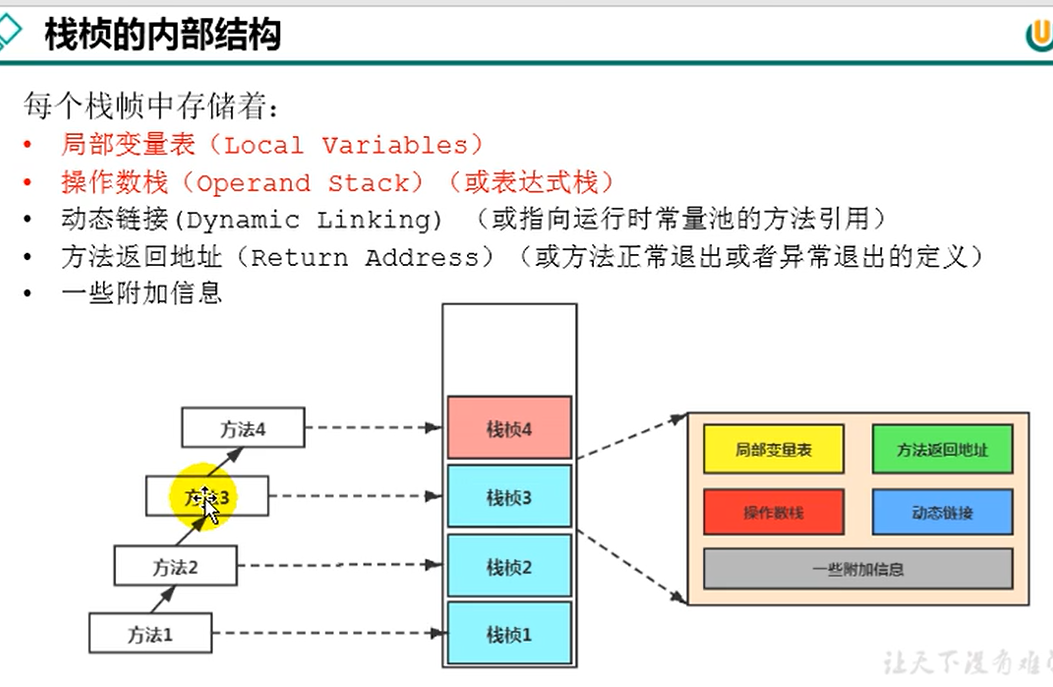 栈桢的内部结构
每个栈帧中存储着：
• 局部变量表（Local Variables）
• 操作数栈（Operand Stack）（或表达式栈）
• 动态链接(Dynamic Linking) （或指向运行时常量池的方法引用）
• 方法返回地址（Return Address）（或方法正常退出或者异常退出的定义）
• 一些附加信息
方法4
栈桢4
方法3
栈桢3
方法2
栈桢2
方法1
栈桢1
局部变量表
方法返回地址
操作数栈
动态链接
一些附加信息
让天下没有难